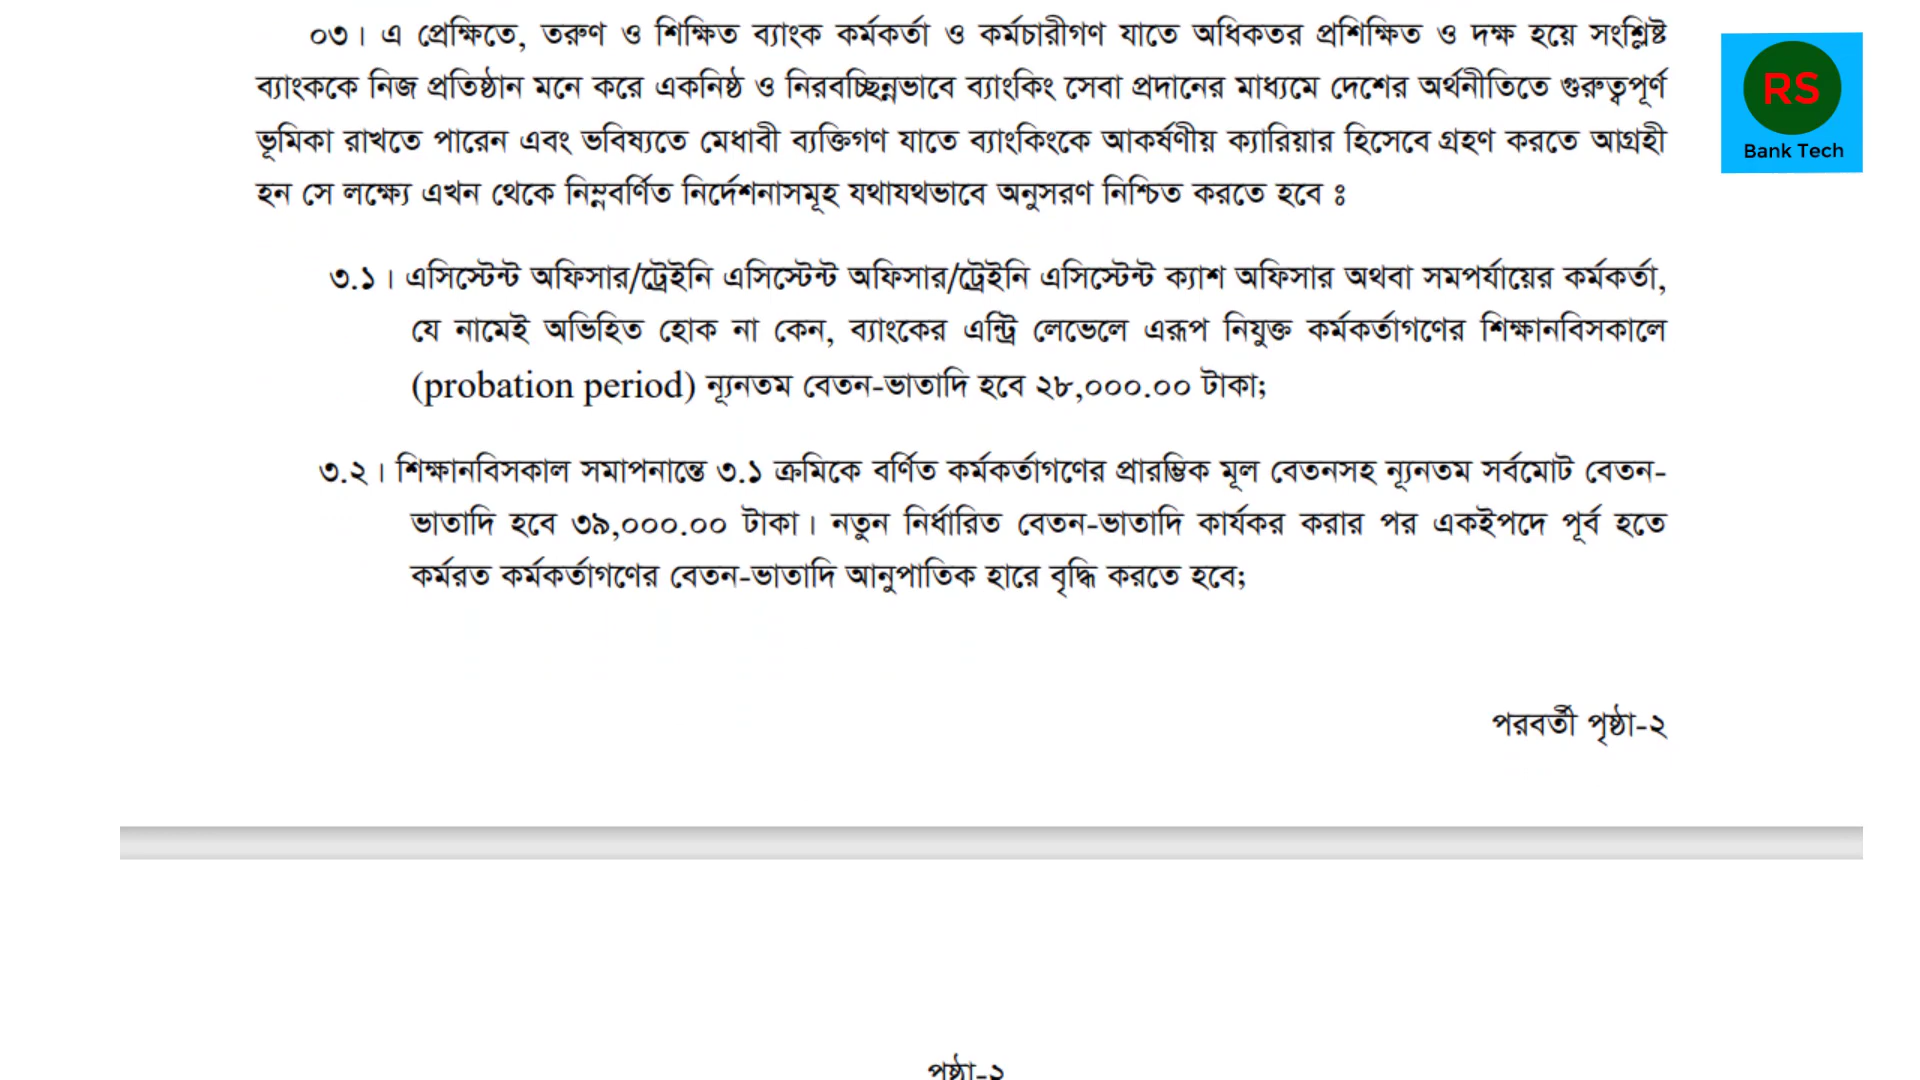 ০৩। এ প্রেক্ষিতে, তরুণ ও শিক্ষিত ব্যাংক কর্মকর্তা ও কর্মচারীগণ যাতে অধিকতর প্রশিক্ষিত ও দক্ষ হয়ে সংশ্লিষ্ট
ব্যাংককে নিজ প্রতিষ্ঠান মনে করে একনিষ্ঠ ও নিরবচ্ছিন্নভাবে ব্যাংকিং সেবা প্রদানের মাধ্যমে দেশের অর্থনীতিতে গুরুত্বপূর্ণ
ভূমিকা রাখতে পারেন এবং ভবিষ্যতে মেধাবী ব্যক্তিগণ যাতে ব্যাংকিংকে আকর্ষণীয় ক্যারিয়ার হিসেবে গ্রহণ করতে আগ্রহী
হন সে লক্ষ্যে এখন থেকে নিম্নবর্ণিত নির্দেশনাসমূহ যথাযথভাবে অনুসরণ নিশ্চিত করতে হবে ঃ
৩.১। এসিস্টেন্ট অফিসার/ট্রেইনি এসিস্টেন্ট অফিসার/ট্রেইনি এসিস্টেন্ট ক্যাশ অফিসার অথবা সমপর্যায়ের কর্মকর্তা,
যে নামেই অভিহিত হোক না কেন, ব্যাংকের এন্ট্রি লেভেলে এরূপ নিযুক্ত কর্মকর্তাগণের শিক্ষানবিসকালে
(probation period) ন্যূনতম বেতন-ভাতাদি হবে ২৮,০০০.০০ টাকা;
৩.২। শিক্ষানবিসকাল সমাপনান্তে ৩.১ ক্রমিকে বর্ণিত কর্মকর্তাগণের প্রারম্ভিক মূল বেতনসহ ন্যূনতম সর্বমোট বেতন-
ভাতাদি হবে ৩৯,০০০.০০ টাকা। নতুন নির্ধারিত বেতন-ভাতাদি কার্যকর করার পর একইপদে পূর্ব হতে
কর্মরত কর্মকর্তাগণের বেতন-ভাতাদি আনুপাতিক হারে বৃদ্ধি করতে হবে;
পরবর্তী পৃষ্ঠা-২
পৃষ্ঠা-২
RS
Bank Tech